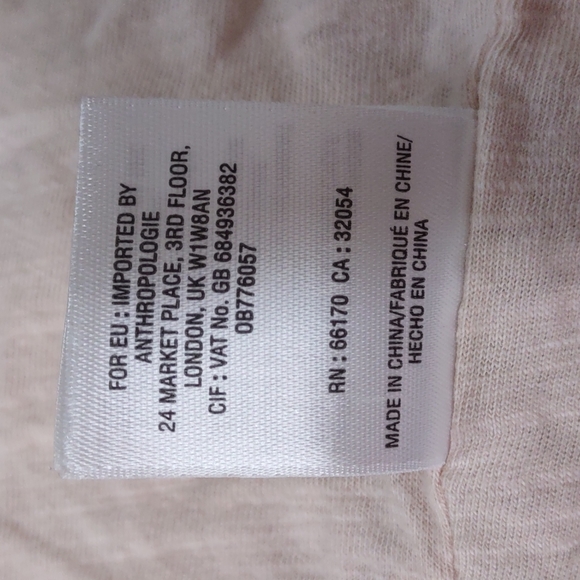 FOR EU : IMPORTED BY
ANTHROPOLOGIE
24 MARKET PLACE, 3RD FLOOR,
LONDON, UK W1W8AN
CIF : VAT No. GB 684936382
OB776057
RN : 66170 CA : 32054
MADE IN CHINA/FABRIQUÉ EN CHINE/
HECHO EN CHINA